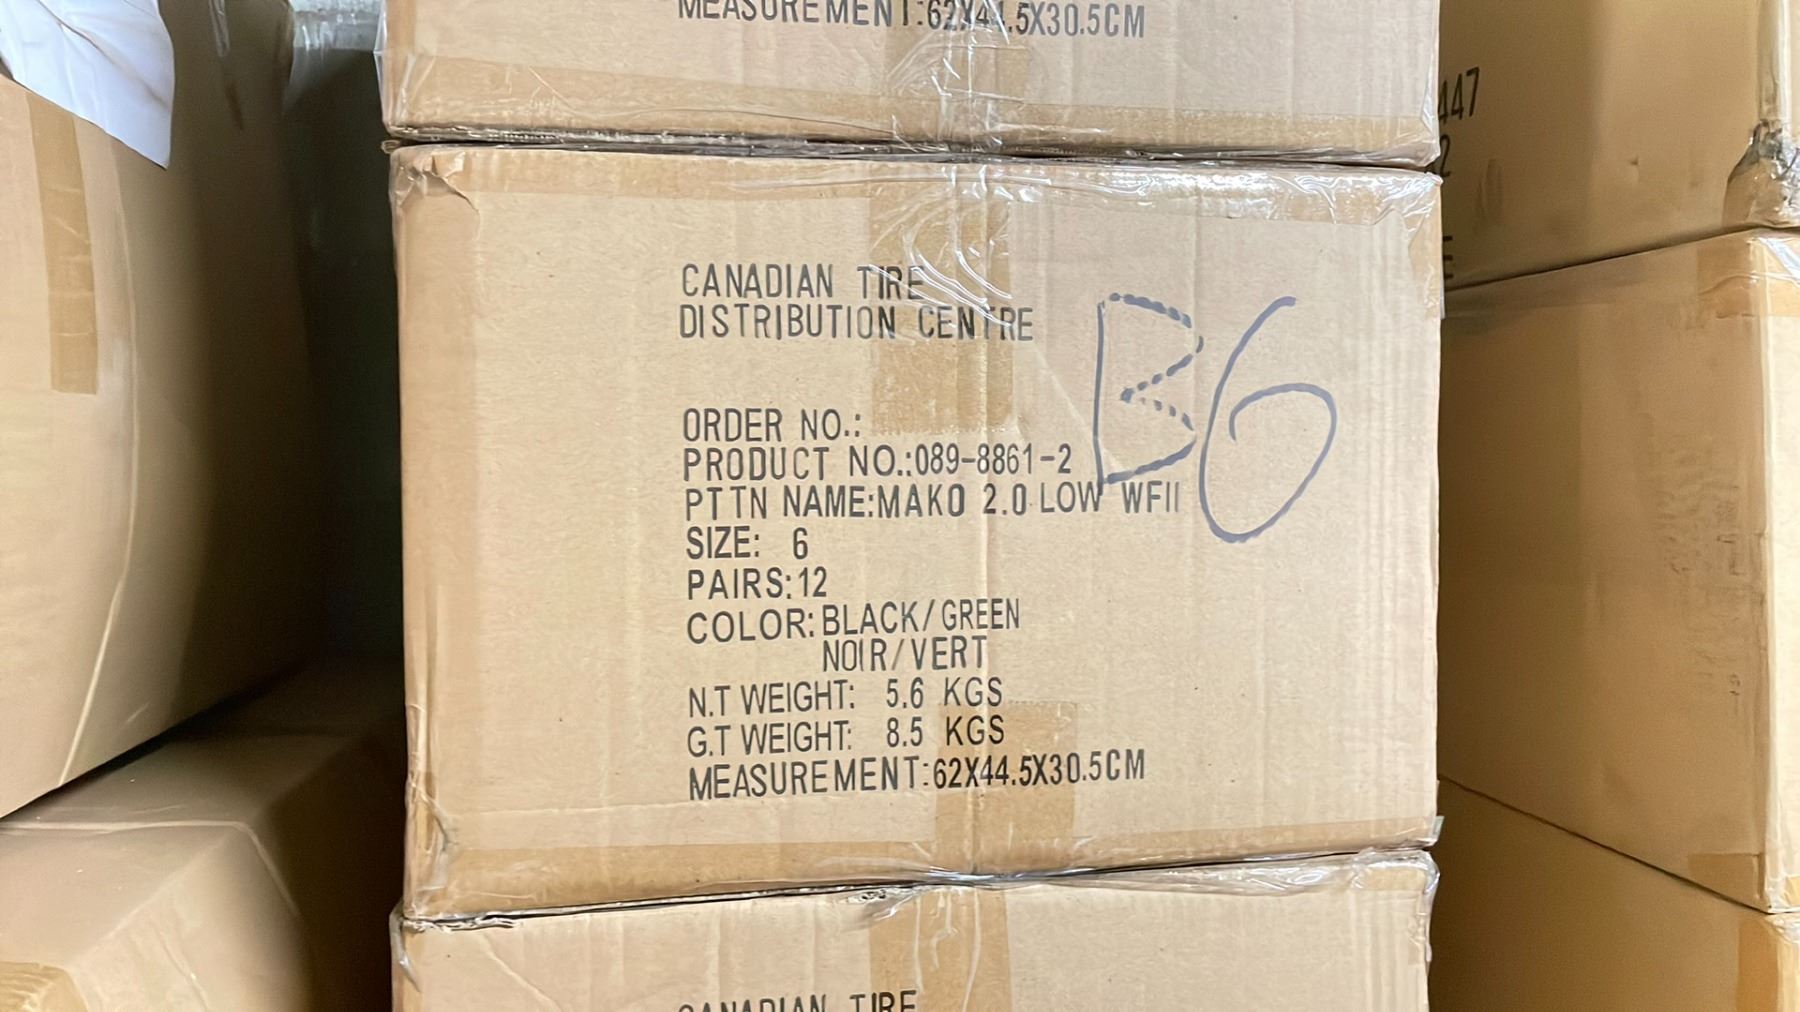 MEASUREMENT:62X44.5X30.5CM
CANADIAN TIRE
DISTRIBUTION CENTRE
B6
ORDER NO.:
PRODUCT NO.:089-8861-2
PTTN NAME:MAKO 2.0 LOW WFII
SIZE: 6
PAIRS:12
COLOR:BLACK/GREEN
NOIR/VERT
N.T WEIGHT: 5.6 KGS
G.T WEIGHT: 8.5 KGS
MEASUREMENT:62X44.5X30.5CM
CANADIAN TIRE
447
2
E